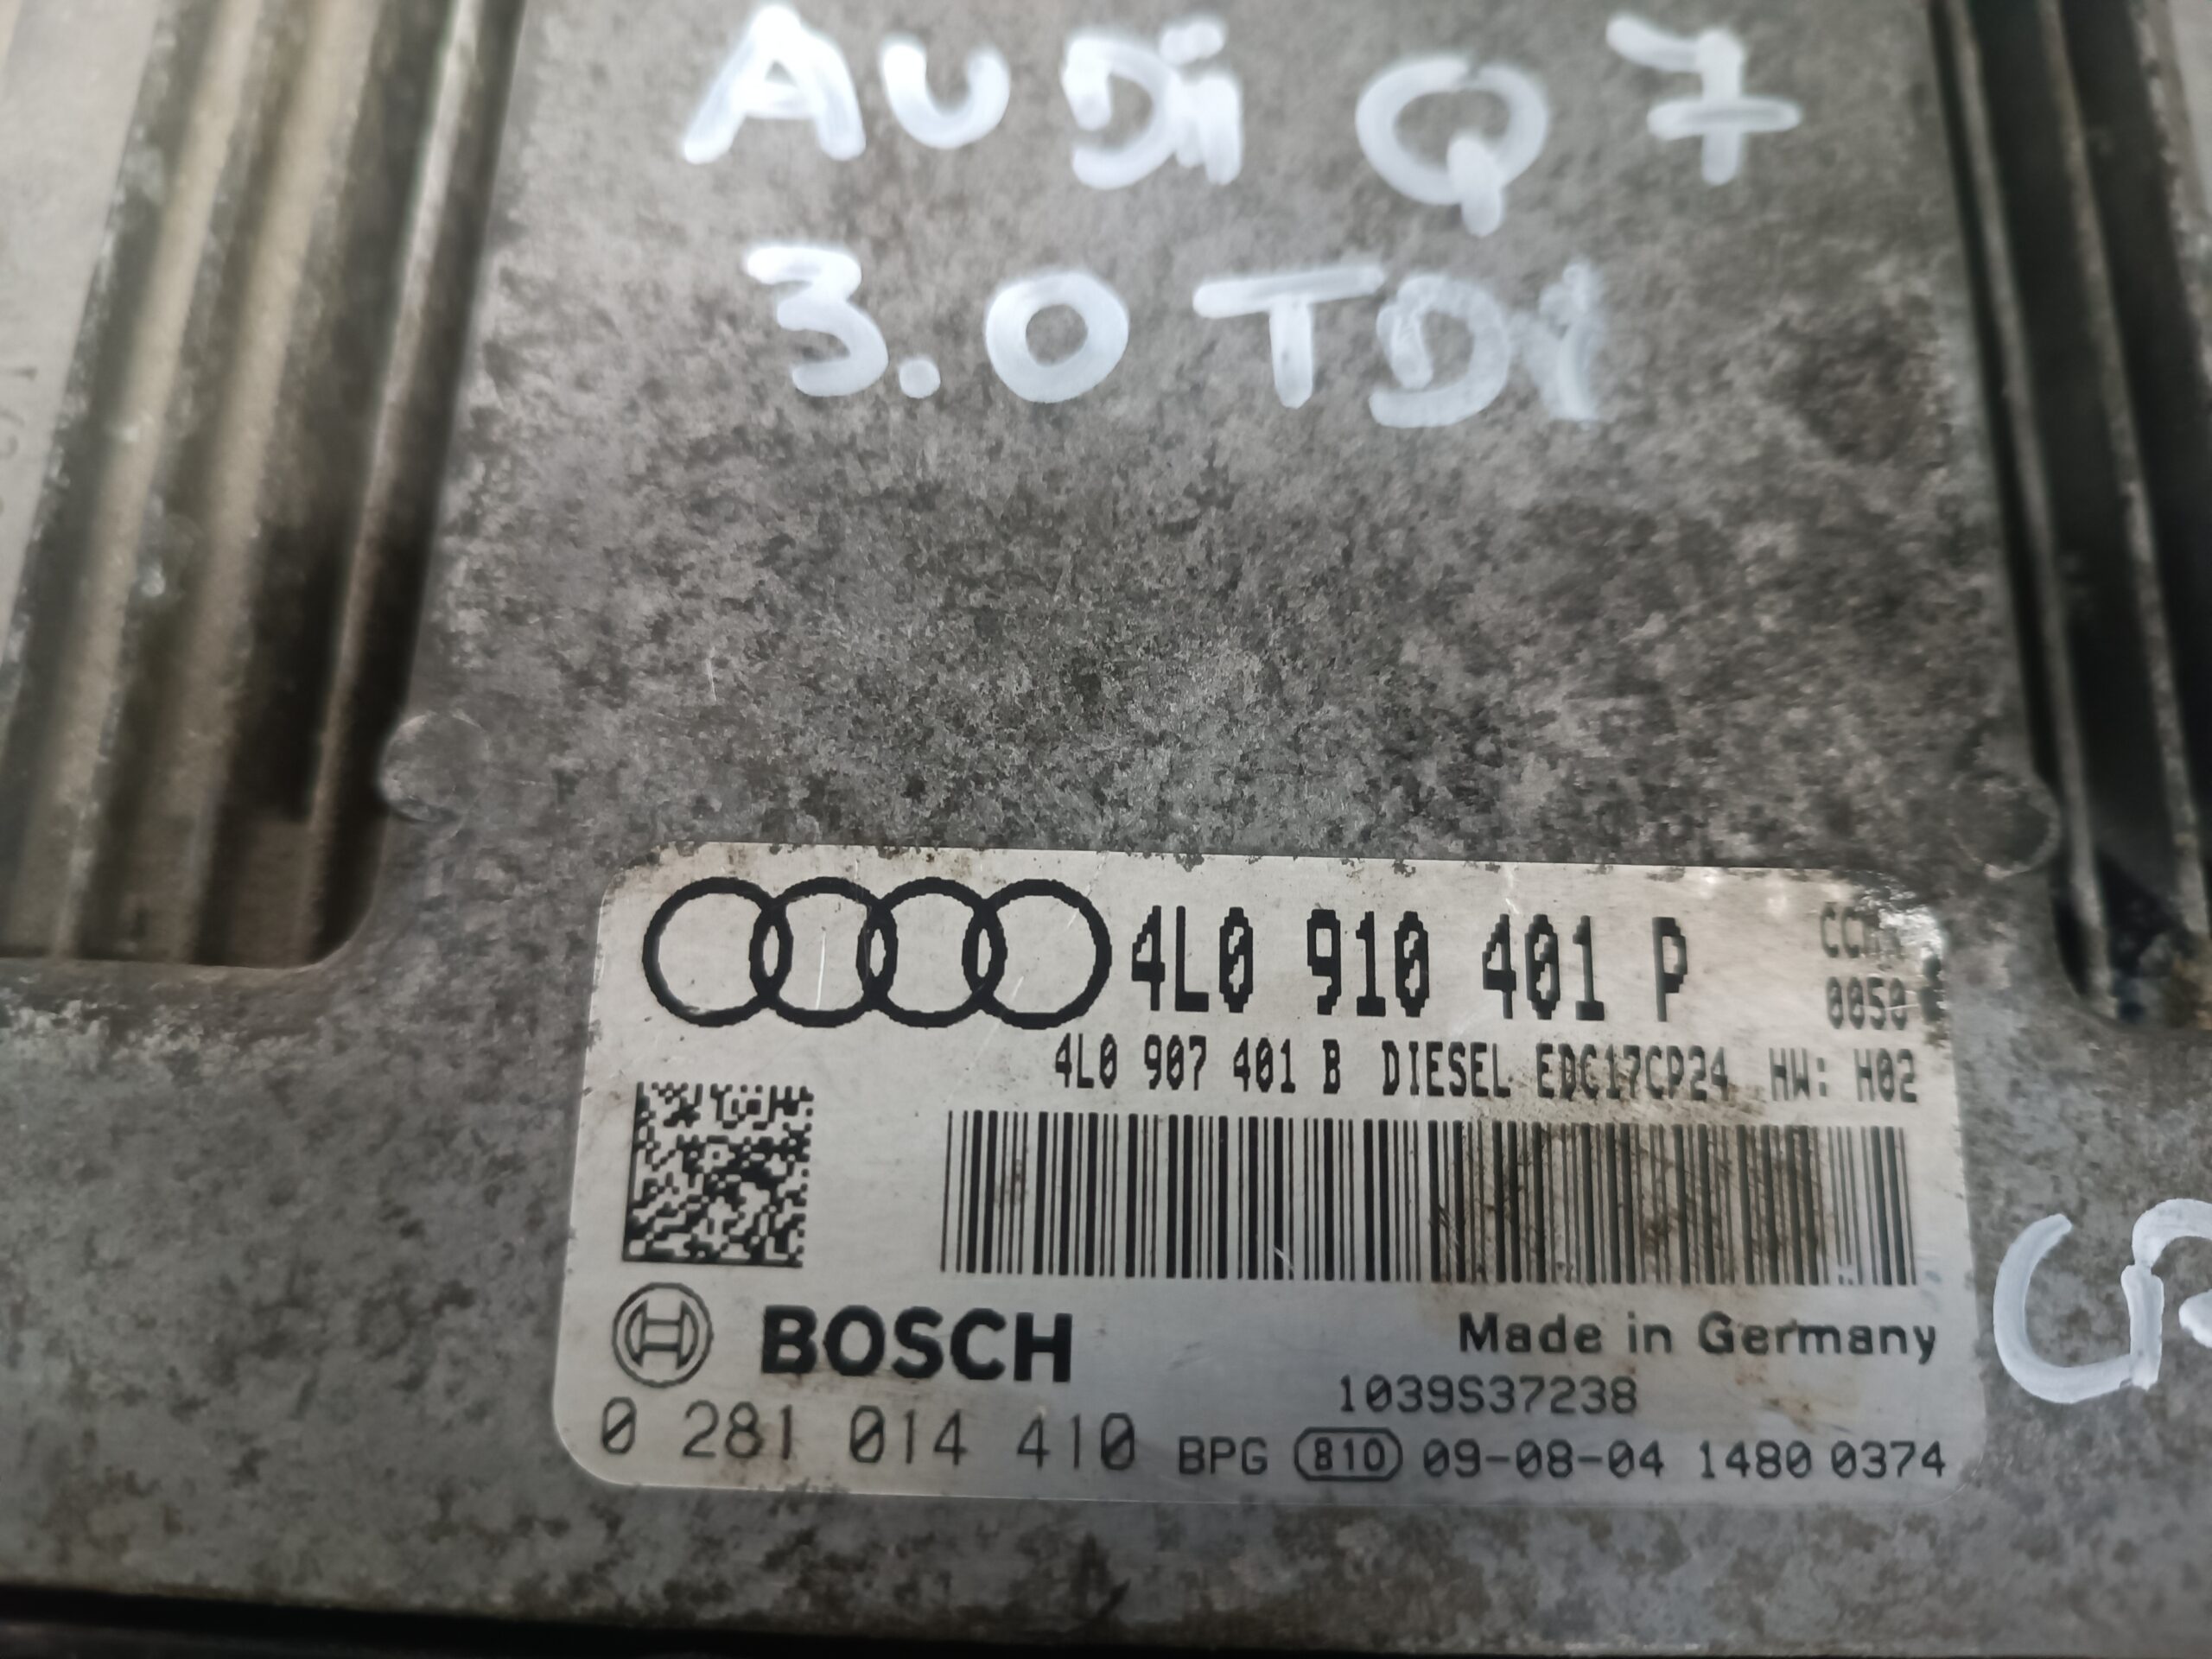 AUDi Q7
3.0 TDI
4L0 910 401 P
0050
4L0 907 401 B DIESEL EDC17CP24 HW: H02
BOSCH
Made in Germany
1039S37238
0 281 014 410 BPG 810 09-08-04 1480 0374